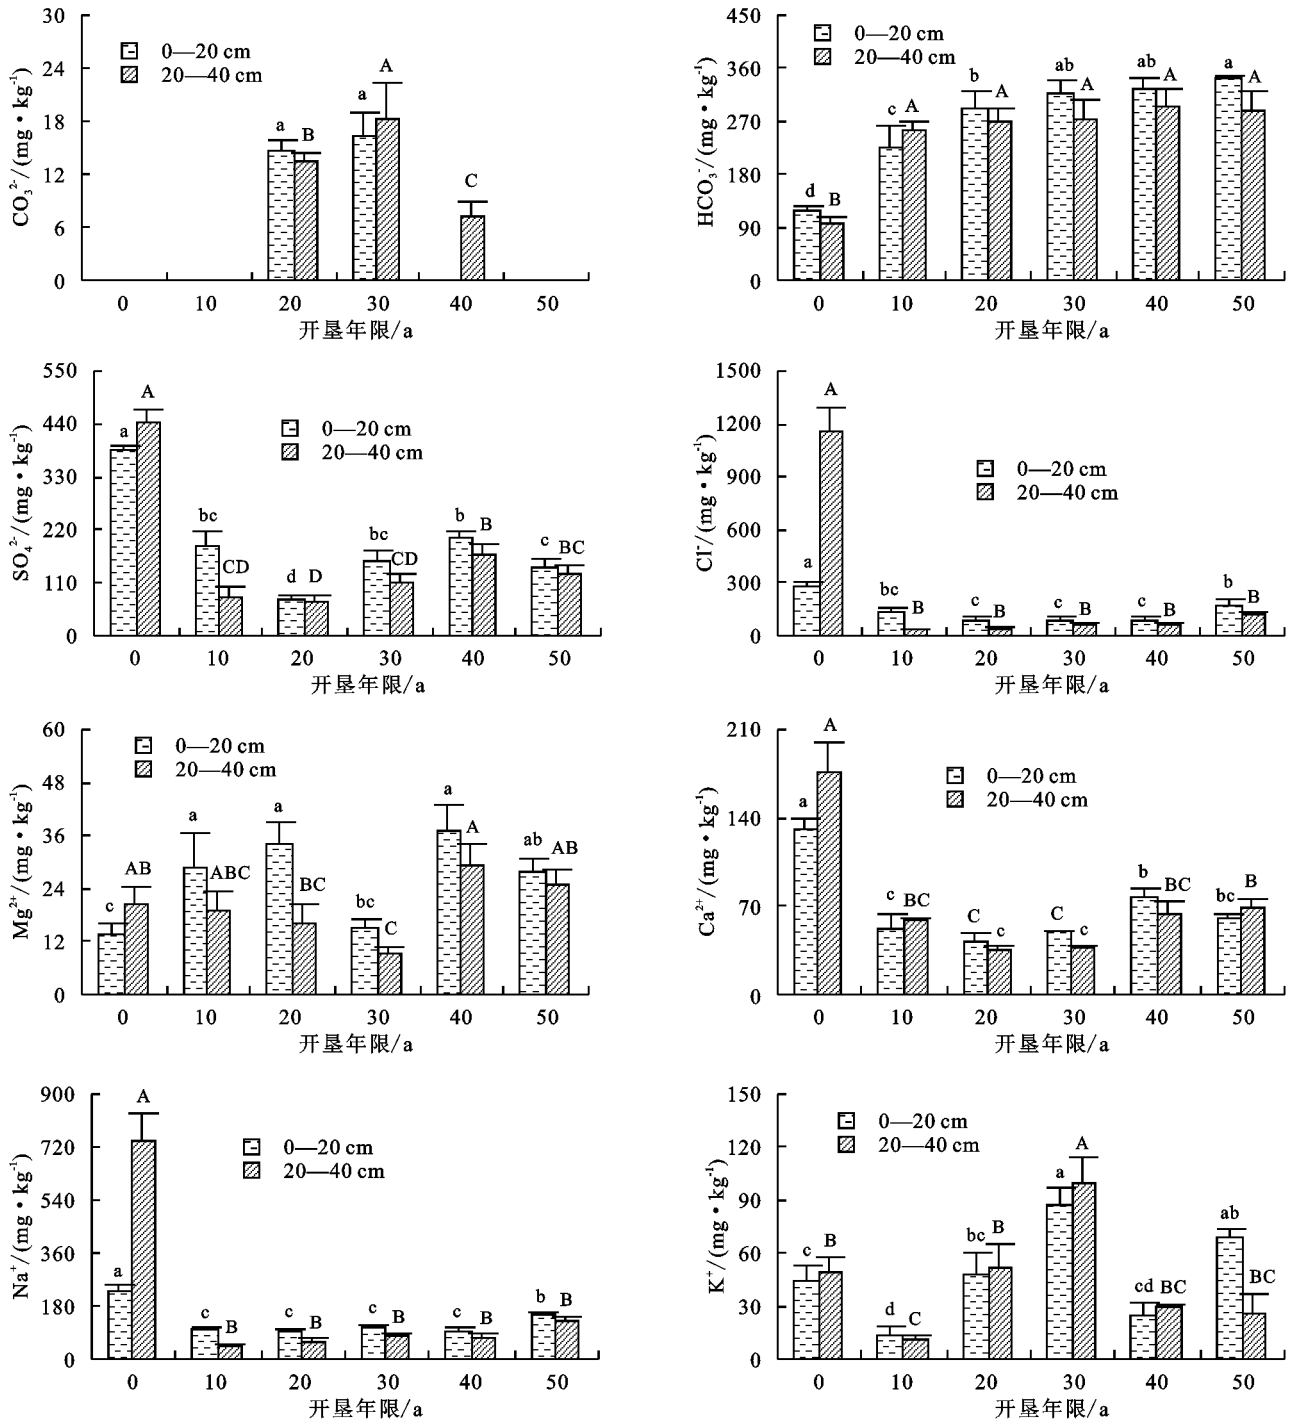 CO₃²⁻/(mg·kg⁻¹)
30
24
18
12
6
0
0—20 cm
20—40 cm
a B a A C
0 10 20 30 40 50
开垦年限/a
HCO₃⁻/(mg·kg⁻¹)
450
360
270
180
90
0
0—20 cm
20—40 cm
d B c A b A ab A ab A a A
0 10 20 30 40 50
开垦年限/a
SO₄²⁻/(mg·kg⁻¹)
550
440
330
220
110
0
0—20 cm
20—40 cm
a A bc CD d D bc CD b B c BC
0 10 20 30 40 50
开垦年限/a
Cl⁻/(mg·kg⁻¹)
1500
1200
900
600
300
0
0—20 cm
20—40 cm
a A bc B c B c B c B b B
0 10 20 30 40 50
开垦年限/a
Mg²⁺/(mg·kg⁻¹)
60
48
36
24
12
0
0—20 cm
20—40 cm
c AB a ABC a BC bc C a A ab AB
0 10 20 30 40 50
开垦年限/a
Ca²⁺/(mg·kg⁻¹)
210
140
70
0
0—20 cm
20—40 cm
a A c BC C c C c b BC bc B
0 10 20 30 40 50
开垦年限/a
Na⁺/(mg·kg⁻¹)
900
720
540
360
180
0
0—20 cm
20—40 cm
a A c B c B c B c B b B
0 10 20 30 40 50
开垦年限/a
K⁺/(mg·kg⁻¹)
150
120
90
60
30
0
0—20 cm
20—40 cm
c B d C bc B a A cd BC ab BC
0 10 20 30 40 50
开垦年限/a